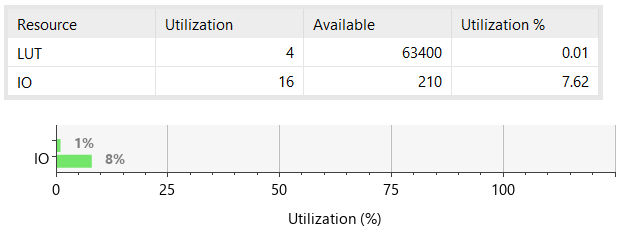 Resource Utilization Available Utilization %
LUT 4 63400 0.01
IO 16 210 7.62
1%
IO 8%
0 25 50 75 100
Utilization (%)